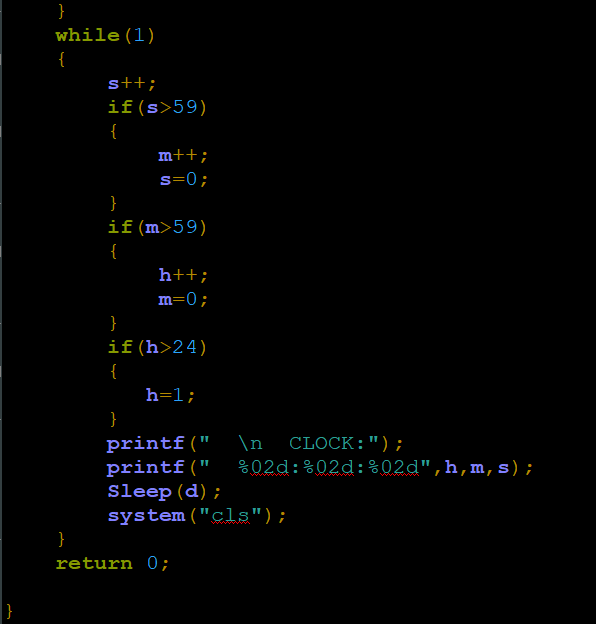 }
while(1)
{
s++;
if(s>59)
{
m++;
s=0;
}
if(m>59)
{
h++;
m=0;
}
if(h>24)
{
h=1;
}
printf("  \n  CLOCK:");
printf("  %02d:%02d:%02d",h,m,s);
Sleep(d);
system("cls");
}
return 0;
}